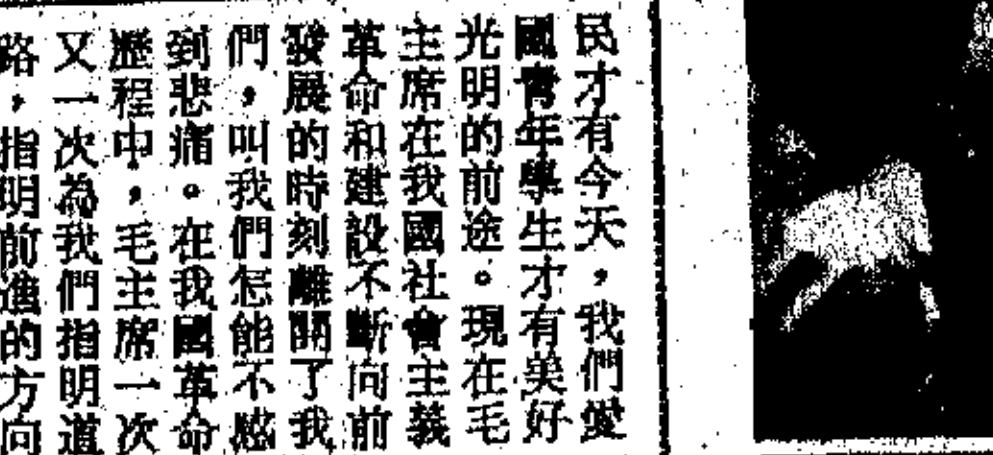 民才有今天，我們愛
國青年學生才有美好
光明的前途。現在毛
主席在我國社會主義
革命和建設不斷向前
發展的時刻離開了我
們，叫我們怎能不感
到悲痛。在我國革命
歷程中，毛主席一次
又一次為我們指明道
路，指明前進的方向